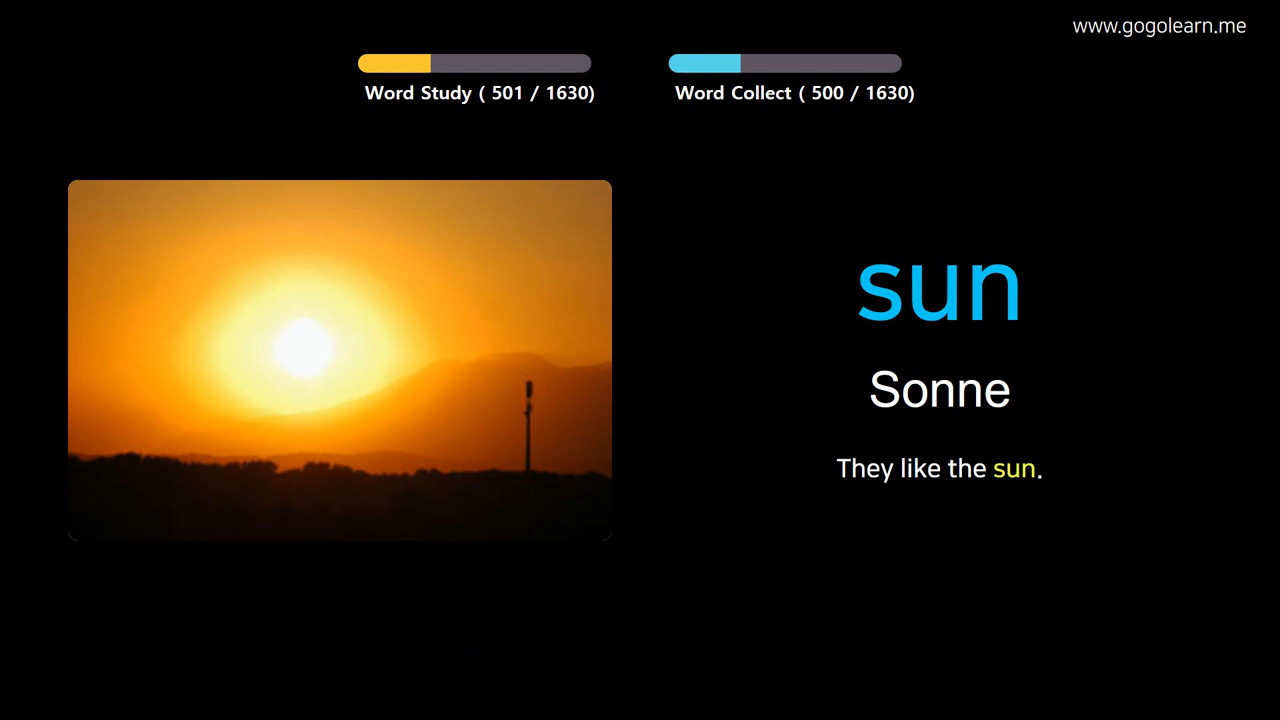 www.gogolearn.me
Word Study ( 501 / 1630)
Word Collect ( 500 / 1630)
sun
Sonne
They like the sun.